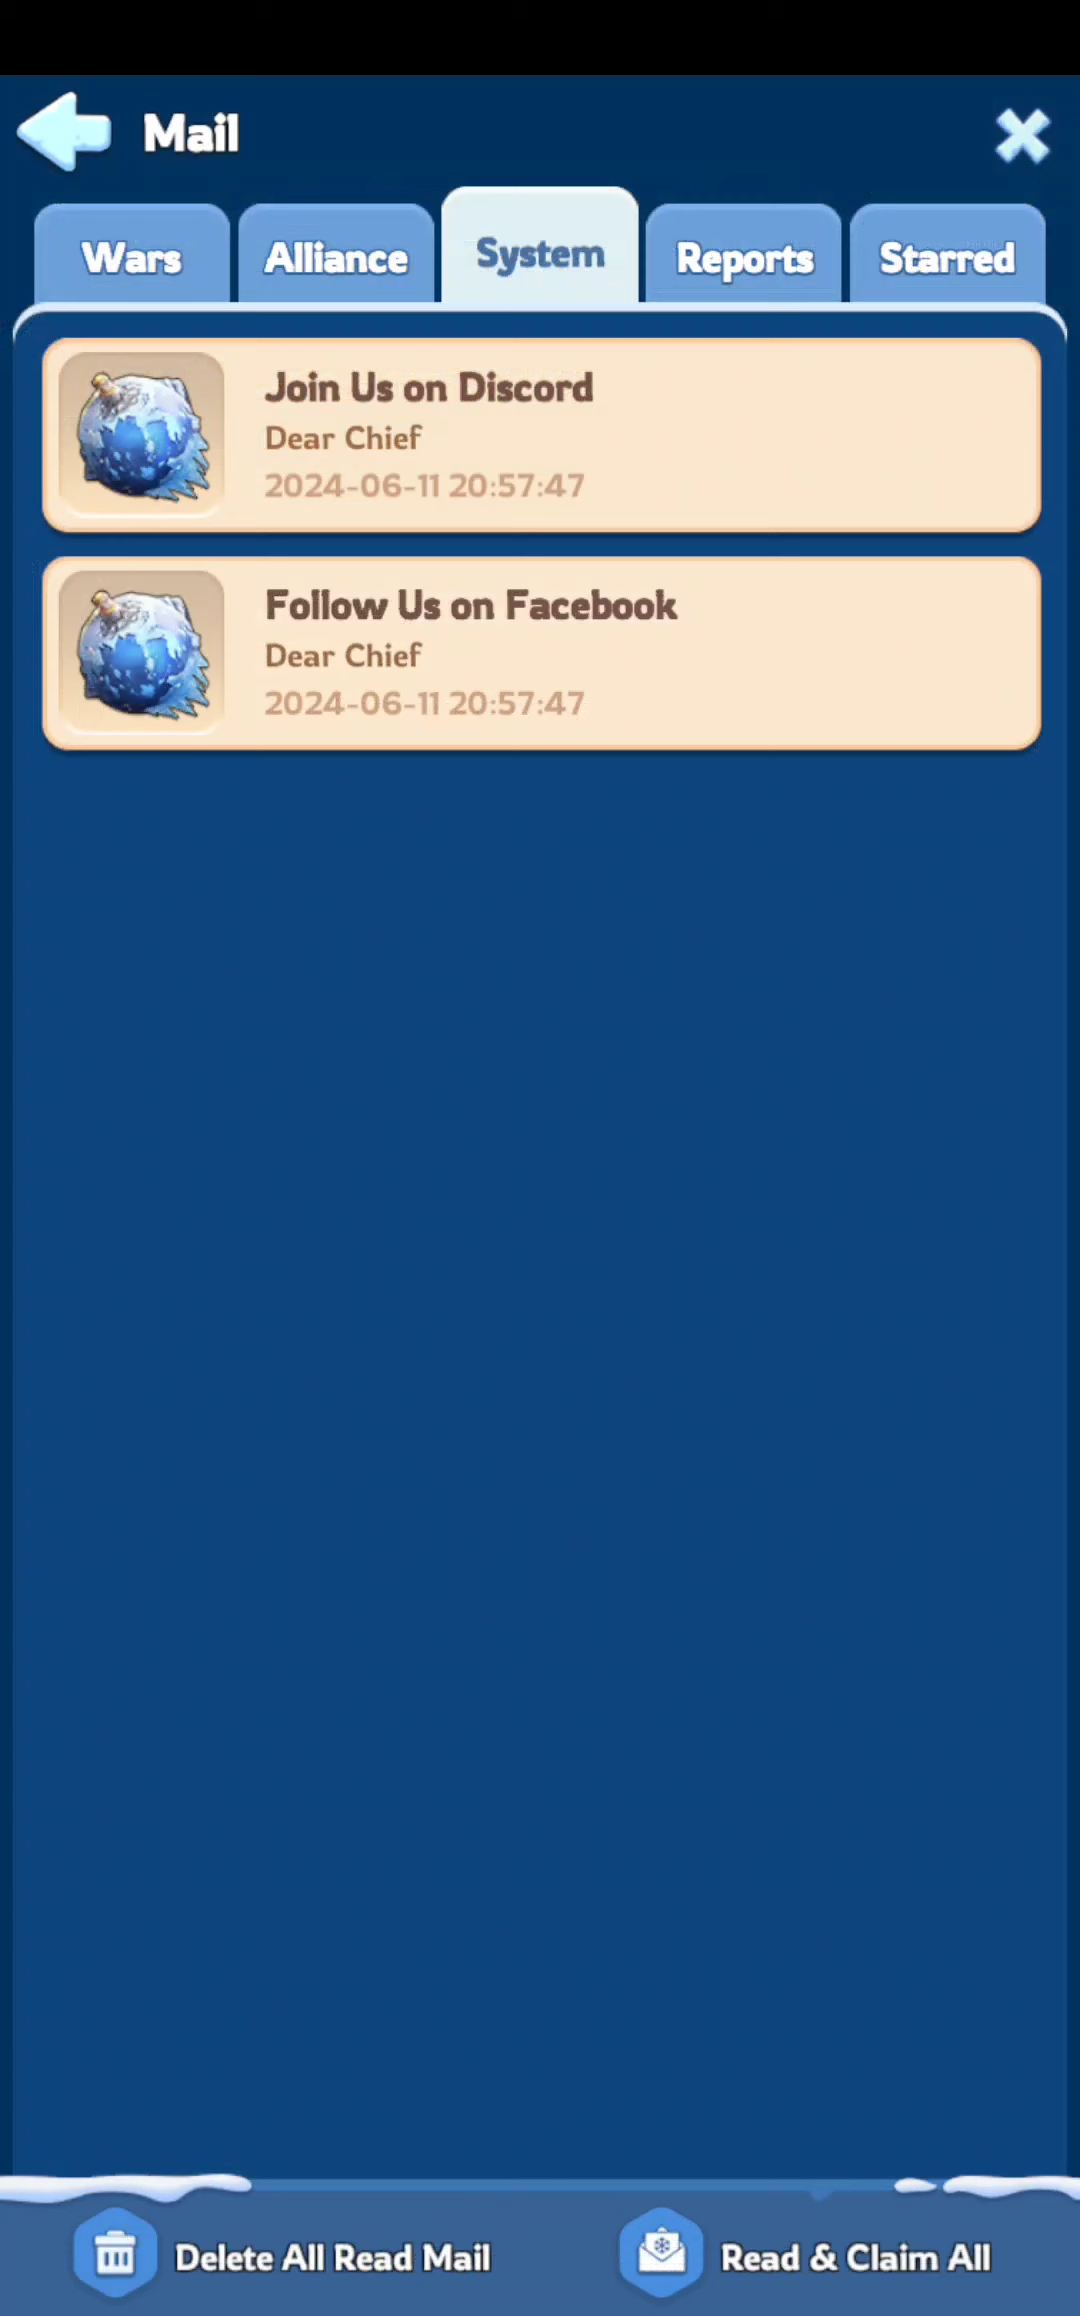 Mail
Wars
Alliance
System
Reports
Starred
Join Us on Discord
Dear Chief
2024-06-11 20:57:47
Follow Us on Facebook
Dear Chief
2024-06-11 20:57:47
Delete All Read Mail
Read & Claim All